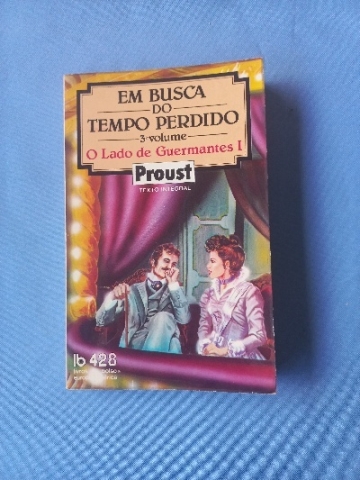 EM BUSCA
DO
TEMPO PERDIDO
3-volume
O Lado de Guermantes I
Proust
TEXTO INTEGRAL
lb 428